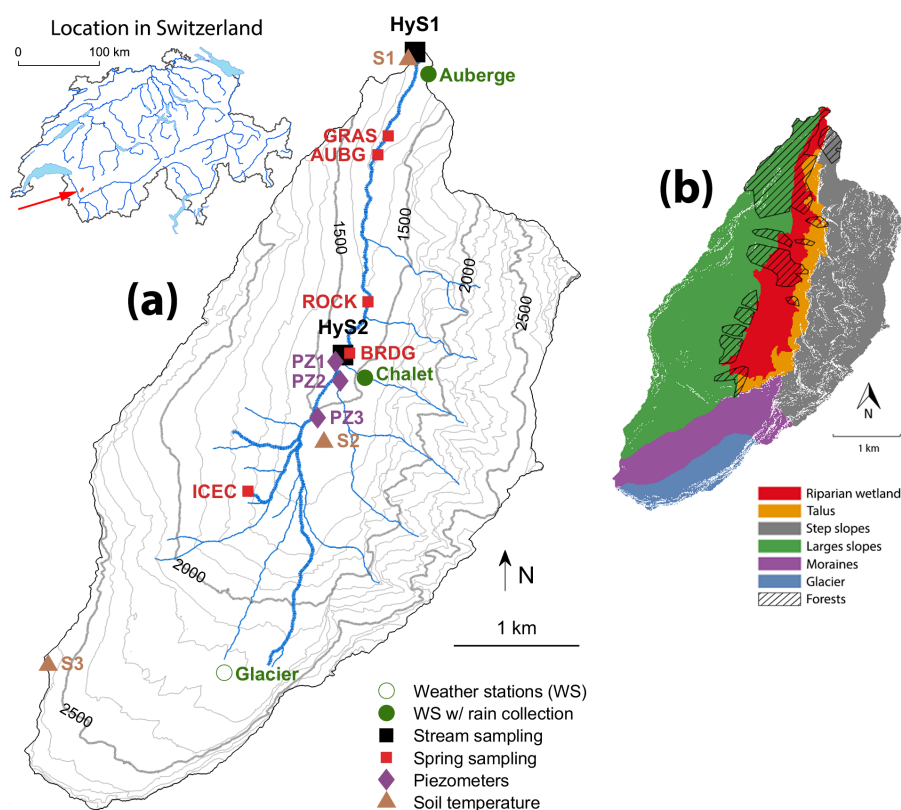 Location in Switzerland
0 100 km
HyS1
S1
Auberge
GRAS
AUBG
(b)
1500
1500
2000
2500
(a)
ROCK
HyS2
BRDG
PZ1
PZ2
Chalet
PZ3
S2
N
1 km
ICEC
Riparian wetland
Talus
Step slopes
Larges slopes
Moraines
Glacier
Forests
2000
N
1 km
S3
Glacier
2500
Weather stations (WS)
WS w/ rain collection
Stream sampling
Spring sampling
Piezometers
Soil temperature